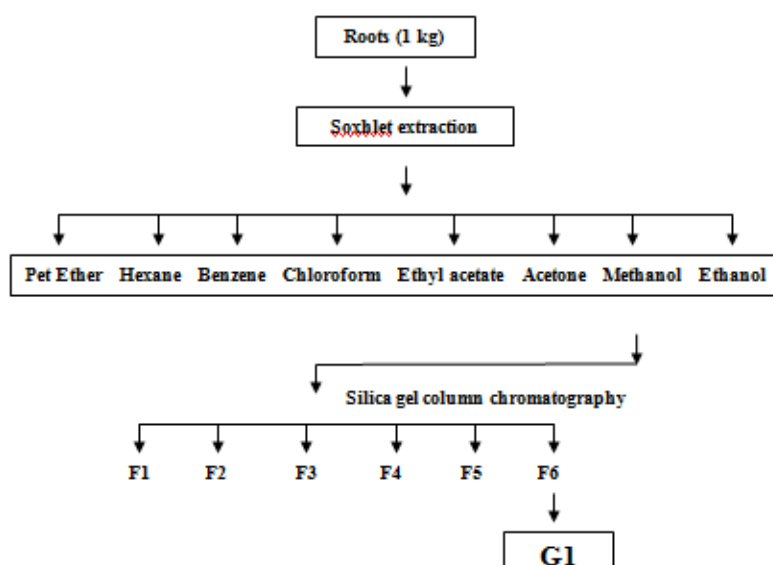 Roots (1 kg)
Soxhlet extraction
Pet Ether Hexane Benzene Chloroform Ethyl acetate Acetone Methanol Ethanol
Silica gel column chromatography
F1 F2 F3 F4 F5 F6
G1